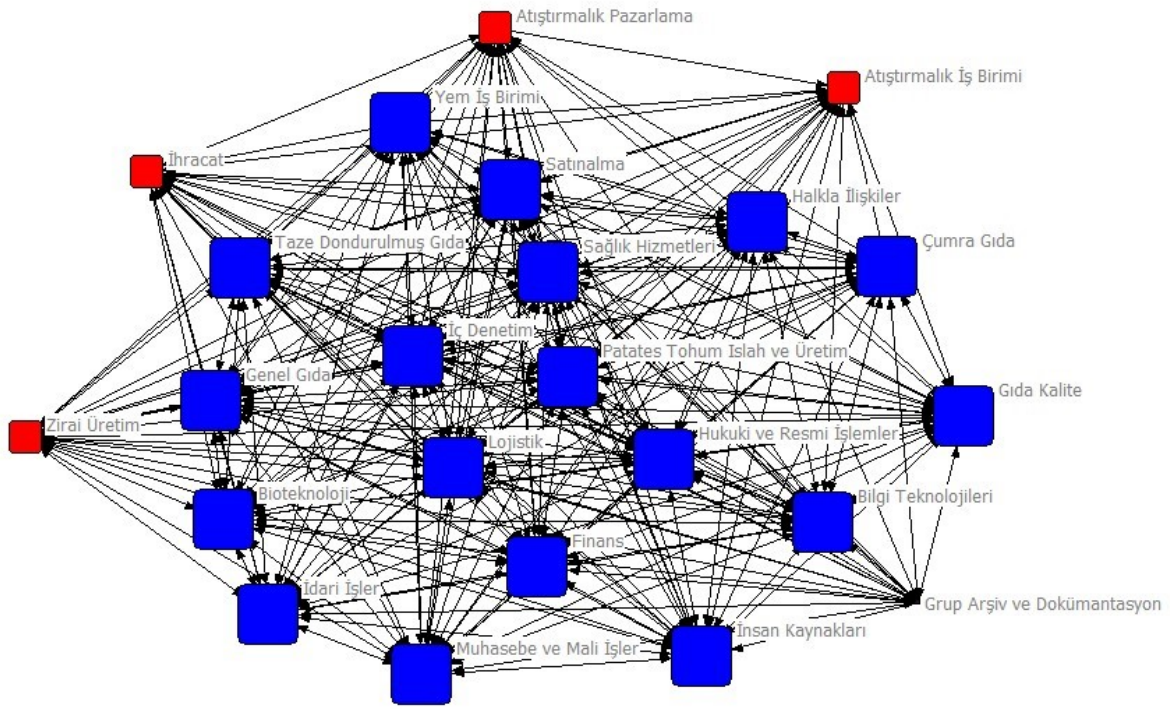 Atıştırmalık Pazarlama
Atıştırmalık İş Birimi
Yem İş Birimi
İhracat
Satınalma
Halkla İlişkiler
Taze Dondurulmuş Gıda
Sağlık Hizmetleri
Çumra Gıda
İç Denetim
Patates Tohum Islah ve Üretim
Genel Gıda
Gıda Kalite
Zirai Üretim
Lojistik
Hukuki ve Resmi İşlemler
Bioteknoloji
Bilgi Teknolojileri
Finans
İdari İşler
Grup Arşiv ve Dokümantasyon
Muhasebe ve Mali İşler
İnsan Kaynakları